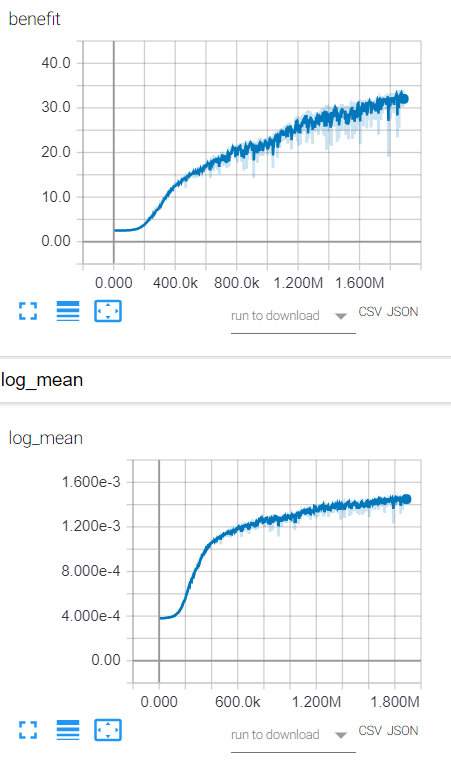 benefit
40.0
30.0
20.0
10.0
0.00
0.000 400.0k 800.0k 1.200M 1.600M
run to download CSV JSON
log_mean
log_mean
1.600e-3
1.200e-3
8.000e-4
4.000e-4
0.00
0.000 600.0k 1.200M 1.800M
run to download CSV JSON